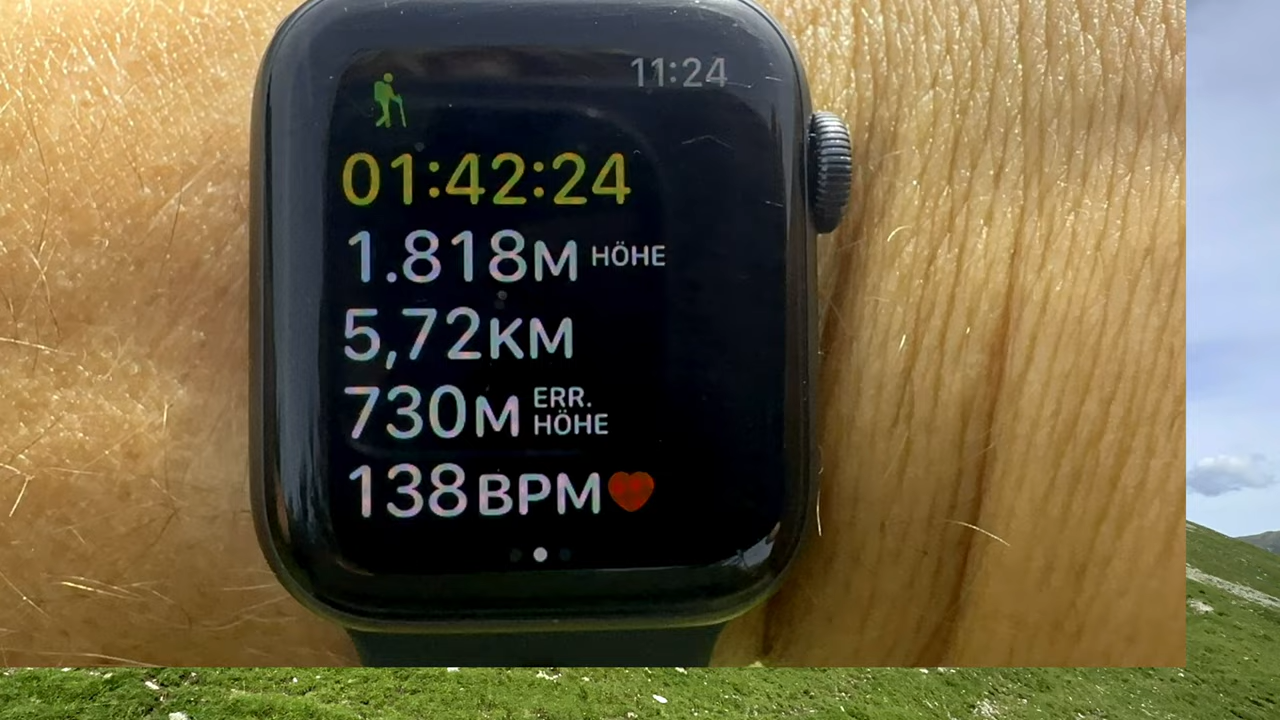 11:24
01:42:24
1.818M HÖHE
5,72KM
730M ERR. HÖHE
138BPM